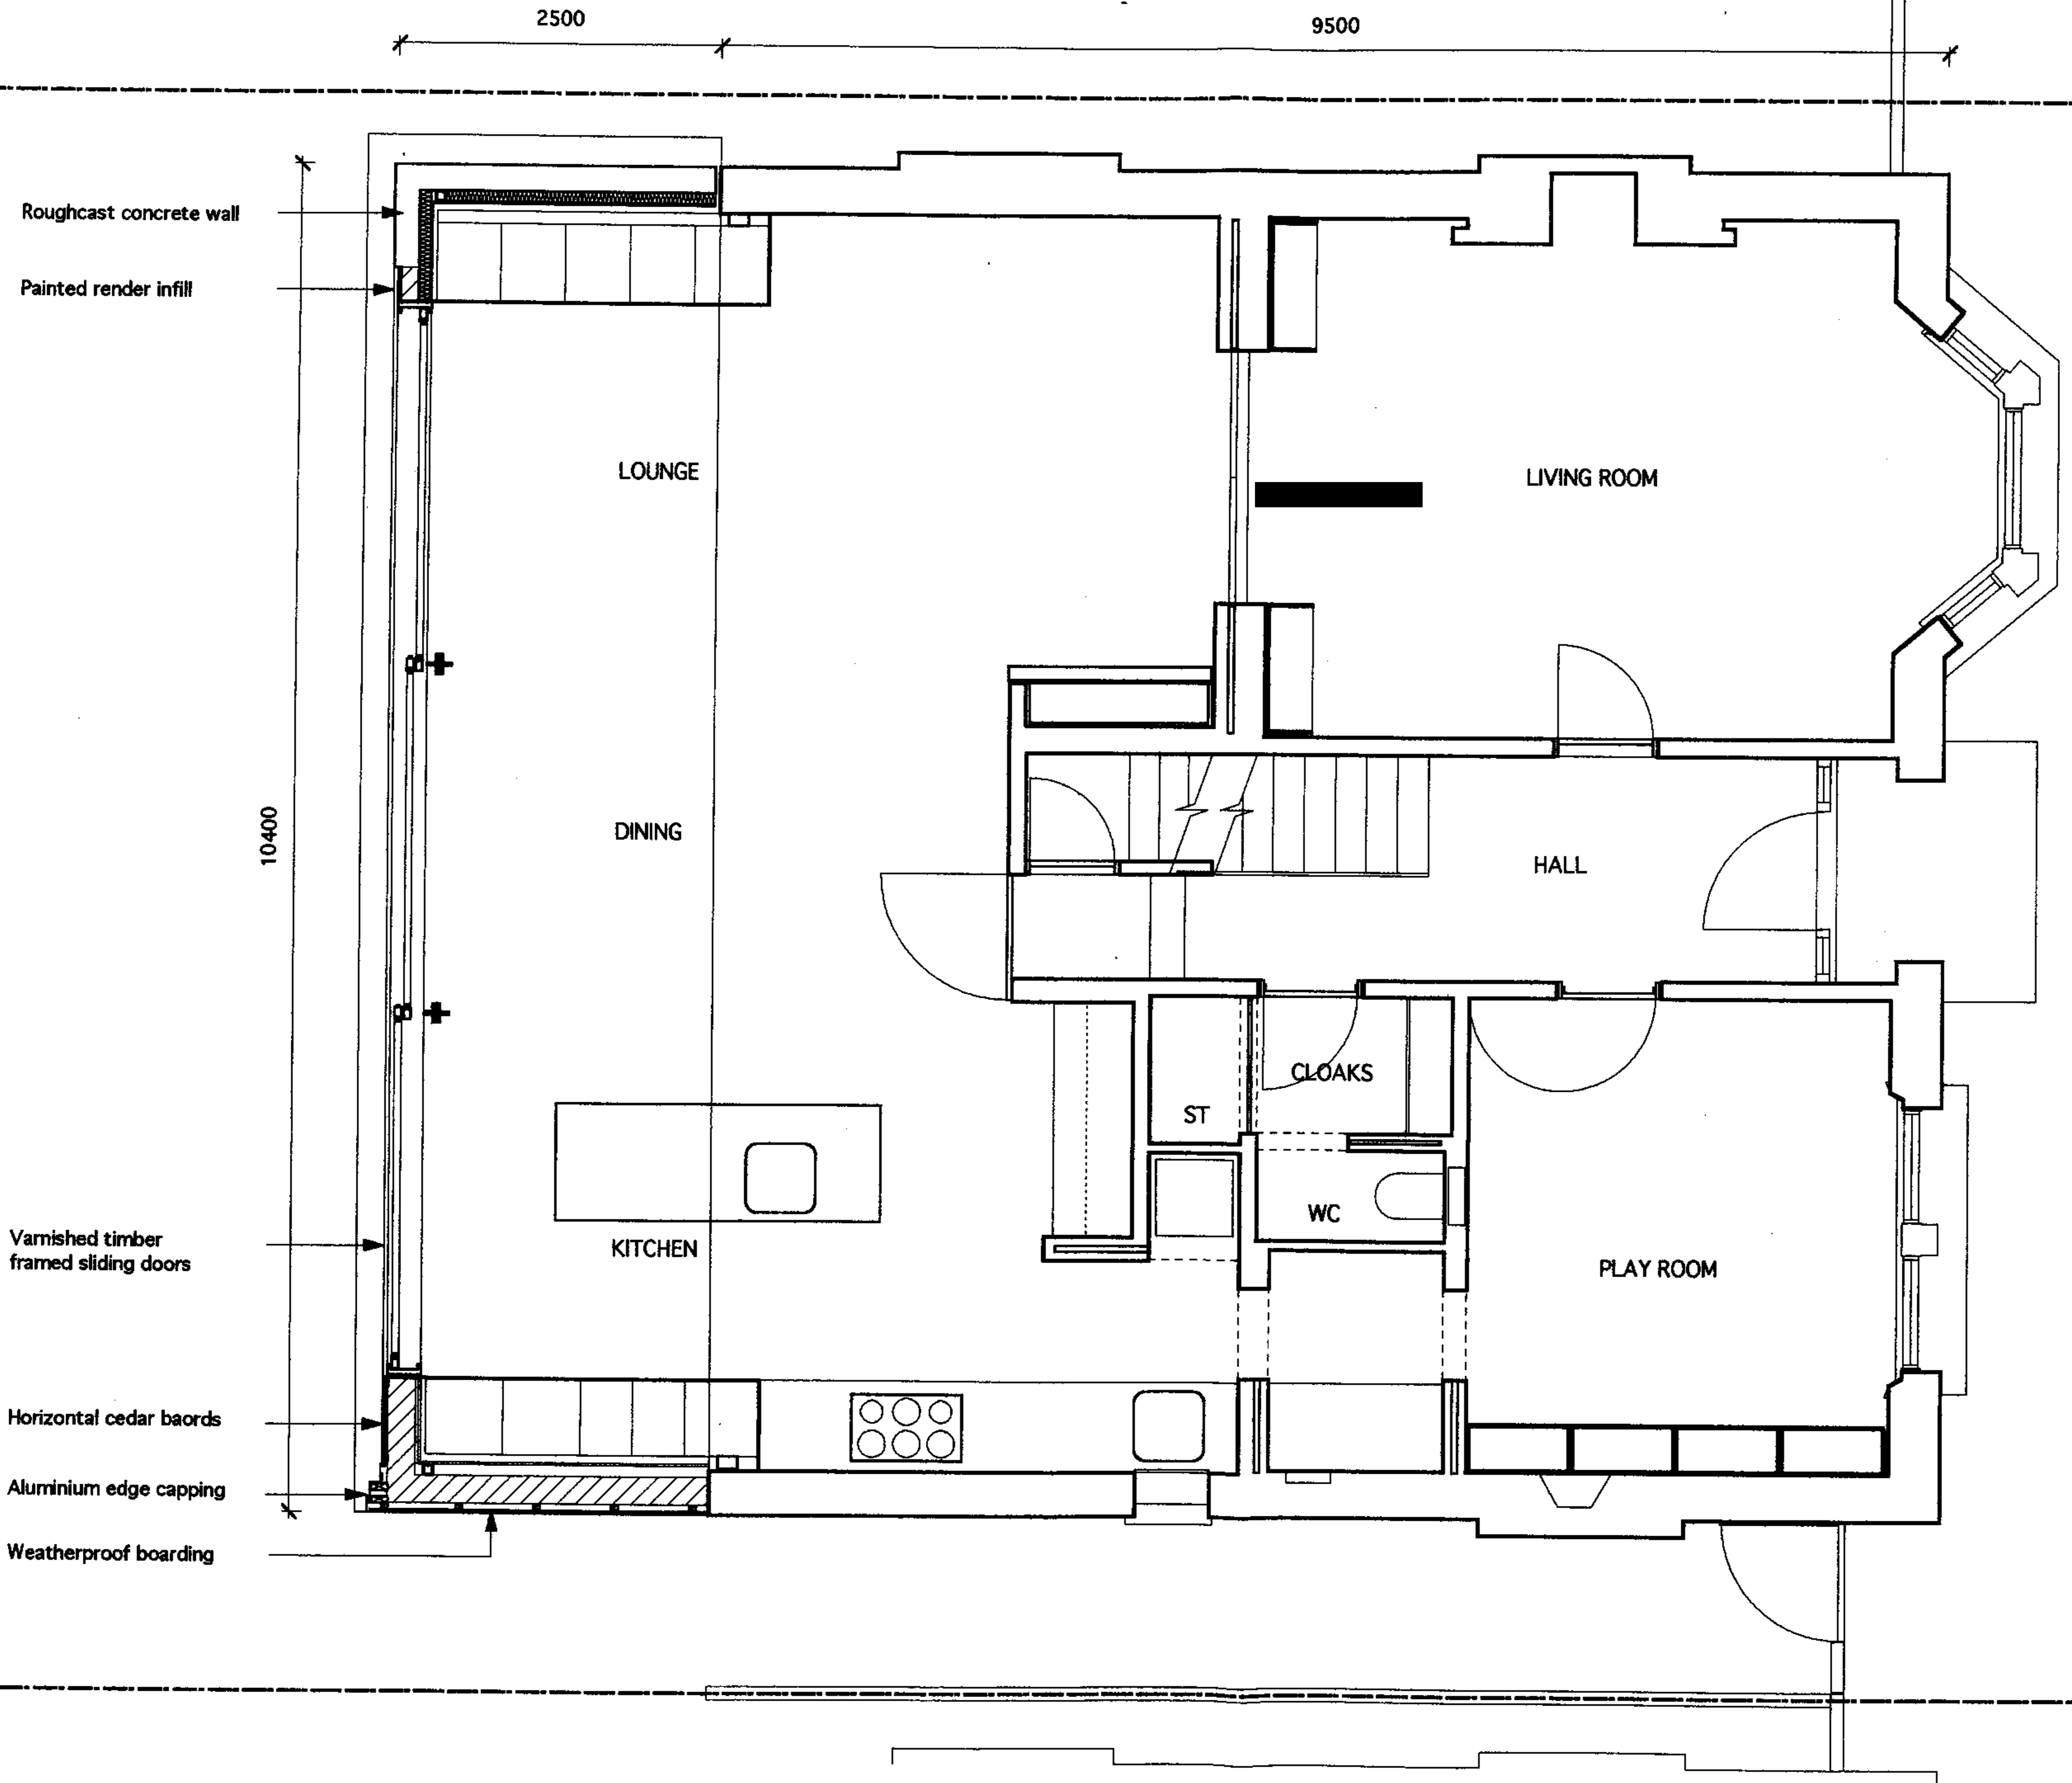 2500
9500
Roughcast concrete wall
Painted render infill
LOUNGE
LIVING ROOM
10400
DINING
HALL
CLOAKS
ST
WC
Varnished timber
framed sliding doors
KITCHEN
PLAY ROOM
Horizontal cedar baords
Aluminium edge capping
Weatherproof boarding